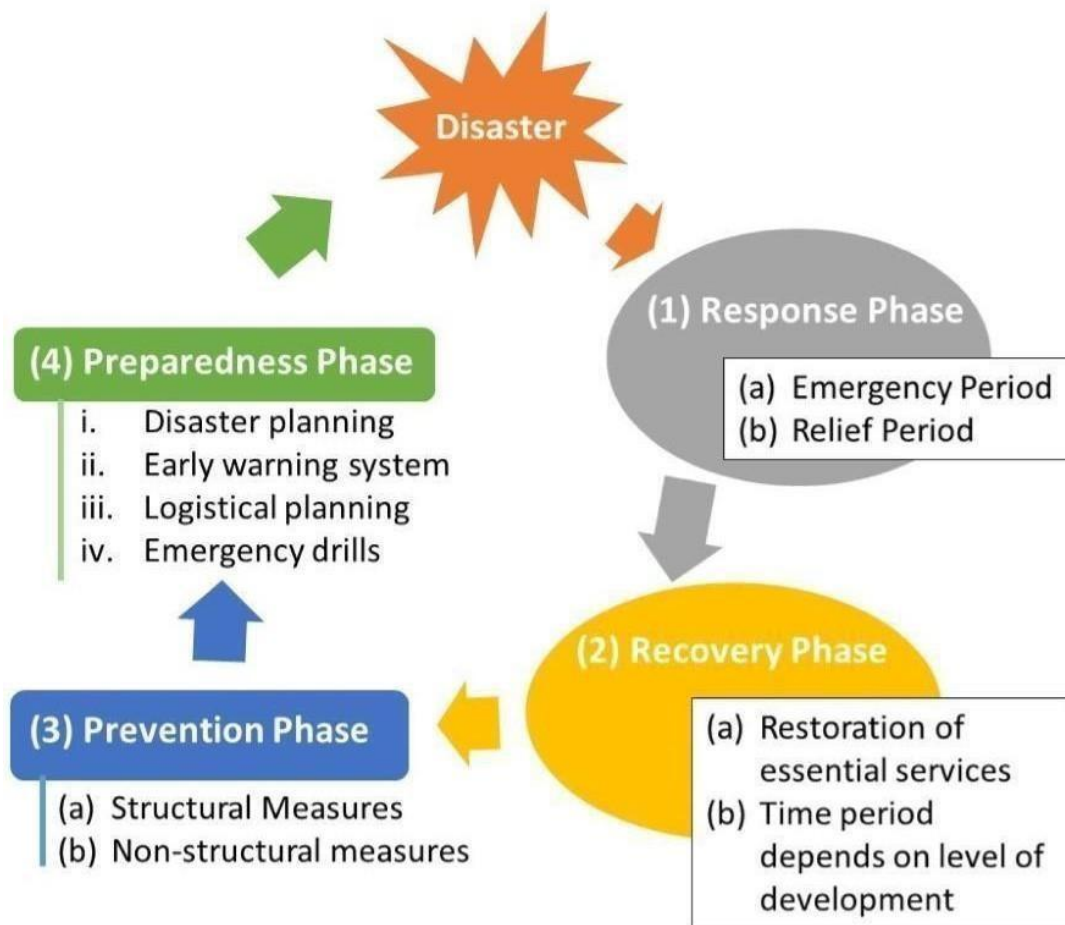 Disaster
(1) Response Phase
(a) Emergency Period
(b) Relief Period
(2) Recovery Phase
(a) Restoration of
essential services
(b) Time period
depends on level of
development
(3) Prevention Phase
(a) Structural Measures
(b) Non-structural measures
(4) Preparedness Phase
i. Disaster planning
ii. Early warning system
iii. Logistical planning
iv. Emergency drills